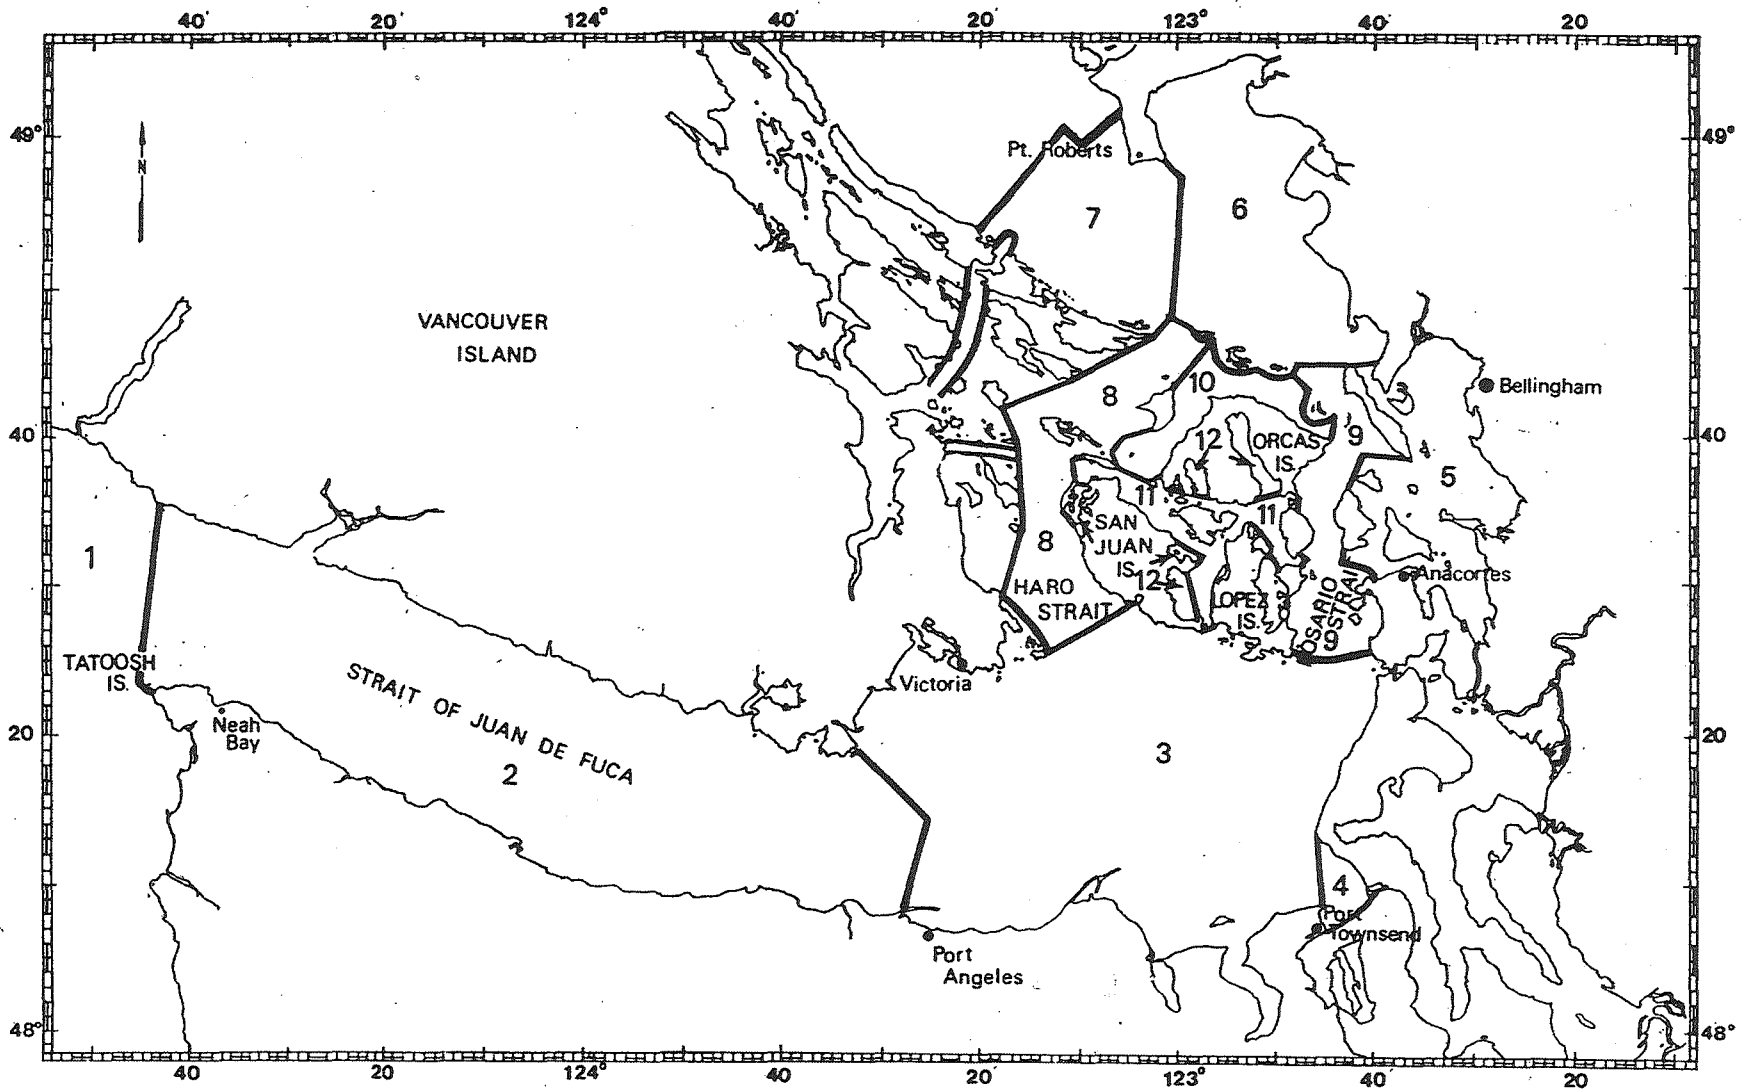 40' 20' 124° 40' 20' 123° 40' 20
49° 49°
N
Pt. Roberts
7 6
VANCOUVER
ISLAND
8 10
Bellingham
40 40
12 ORCAS
IS.
9
5
11 11
SAN
JUAN
IS.
1
8
12
Anacortes
HARO
STRAIT
LOPEZ
IS.
OSARIO
STRAI
9
TATOOSH
IS.
Victoria
Neah
Bay
STRAIT OF JUAN DE FUCA
2
3
20 20
4
Port
Townsend
Port
Angeles
48° 48°
40' 20' 124° 40' 20' 123° 40' 20